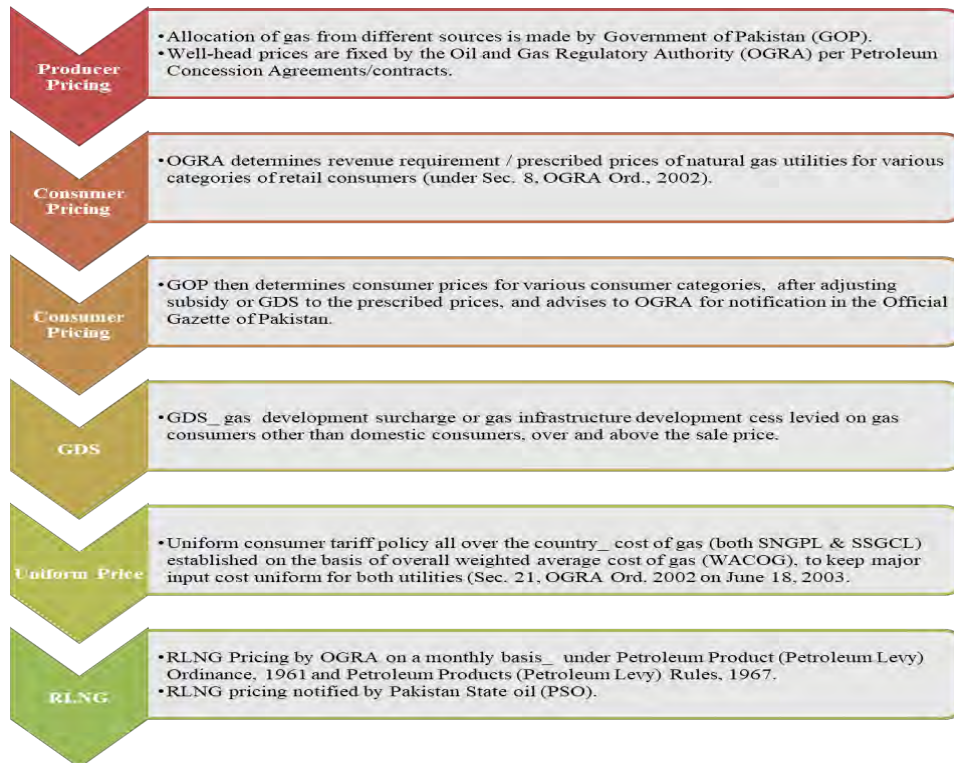 Producer
Pricing
•Allocation of gas from different sources is made by Government of Pakistan (GOP).
•Well-head prices are fixed by the Oil and Gas Regulatory Authority (OGRA) per Petroleum
Concession Agreements/contracts.
Consumer
Pricing
•OGRA determines revenue requirement / prescribed prices of natural gas utilities for various
categories of retail consumers (under Sec. 8, OGRA Ord., 2002).
Consumer
Pricing
•GOP then determines consumer prices for various consumer categories, after adjusting
subsidy or GDS to the prescribed prices, and advises to OGRA for notification in the Official
Gazette of Pakistan.
GDS
•GDS_ gas development surcharge or gas infrastructure development cess levied on gas
consumers other than domestic consumers, over and above the sale price.
Uniform Price
•Uniform consumer tariff policy all over the country_ cost of gas (both SNGPL & SSGCL)
established on the basis of overall weighted average cost of gas (WACOG), to keep major
input cost uniform for both utilities (Sec. 21, OGRA Ord. 2002 on June 18, 2003.
RLNG
•RLNG Pricing by OGRA on a monthly basis_ under Petroleum Product (Petroleum Levy)
Ordinance, 1961 and Petroleum Products (Petroleum Levy) Rules, 1967.
•RLNG pricing notified by Pakistan State oil (PSO).